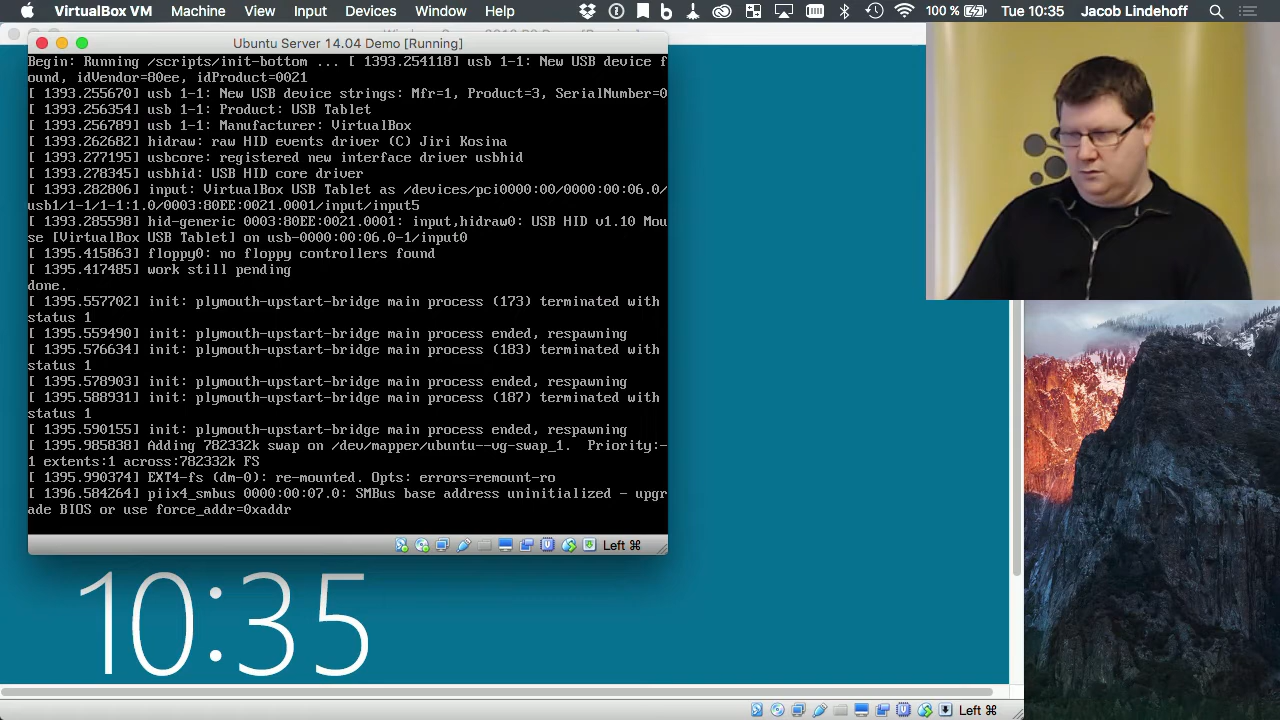 VirtualBox VM Machine View Input Devices Window Help 100 % Tue 10:35 Jacob Lindehoff
Ubuntu Server 14.04 Demo [Running]
Begin: Running /scripts/init-bottom ... [ 1393.254118] usb 1-1: New USB device f
ound, idVendor=80ee, idProduct=0021
[ 1393.255670] usb 1-1: New USB device strings: Mfr=1, Product=3, SerialNumber=0
[ 1393.256354] usb 1-1: Product: USB Tablet
[ 1393.256789] usb 1-1: Manufacturer: VirtualBox
[ 1393.262682] hidraw: raw HID events driver (C) Jiri Kosina
[ 1393.277195] usbcore: registered new interface driver usbhid
[ 1393.278345] usbhid: USB HID core driver
[ 1393.282806] input: VirtualBox USB Tablet as /devices/pci0000:00/0000:00:06.0/
usb1/1-1/1-1:1.0/0003:80EE:0021.0001/input/input5
[ 1393.285598] hid-generic 0003:80EE:0021.0001: input,hidraw0: USB HID v1.10 Mou
se [VirtualBox USB Tablet] on usb-0000:00:06.0-1/input0
[ 1395.415863] floppy0: no floppy controllers found
[ 1395.417485] work still pending
done.
[ 1395.557702] init: plymouth-upstart-bridge main process (173) terminated with
status 1
[ 1395.559490] init: plymouth-upstart-bridge main process ended, respawning
[ 1395.576634] init: plymouth-upstart-bridge main process (183) terminated with
status 1
[ 1395.578903] init: plymouth-upstart-bridge main process ended, respawning
[ 1395.588931] init: plymouth-upstart-bridge main process (187) terminated with
status 1
[ 1395.590155] init: plymouth-upstart-bridge main process ended, respawning
[ 1395.985838] Adding 782332k swap on /dev/mapper/ubuntu--vg-swap_1.  Priority:-
1 extents:1 across:782332k FS
[ 1395.990374] EXT4-fs (dm-0): re-mounted. Opts: errors=remount-ro
[ 1396.584264] piix4_smbus 0000:00:07.0: SMBus base address uninitialized - upgr
ade BIOS or use force_addr=0xaddr
Left ⌘
10:35
Left ⌘